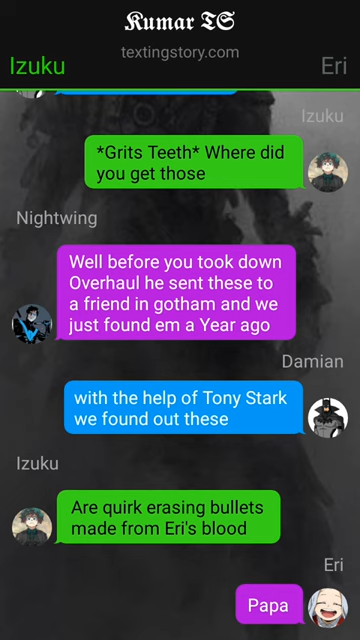 𝕶𝖚𝖒𝖆𝖗 𝕿𝕾
textingstory.com
Izuku
Eri
Izuku
*Grits Teeth* Where did
you get those
Nightwing
Well before you took down
Overhaul he sent these to
a friend in gotham and we
just found em a Year ago
Damian
with the help of Tony Stark
we found out these
Izuku
Are quirk erasing bullets
made from Eri's blood
Eri
Papa